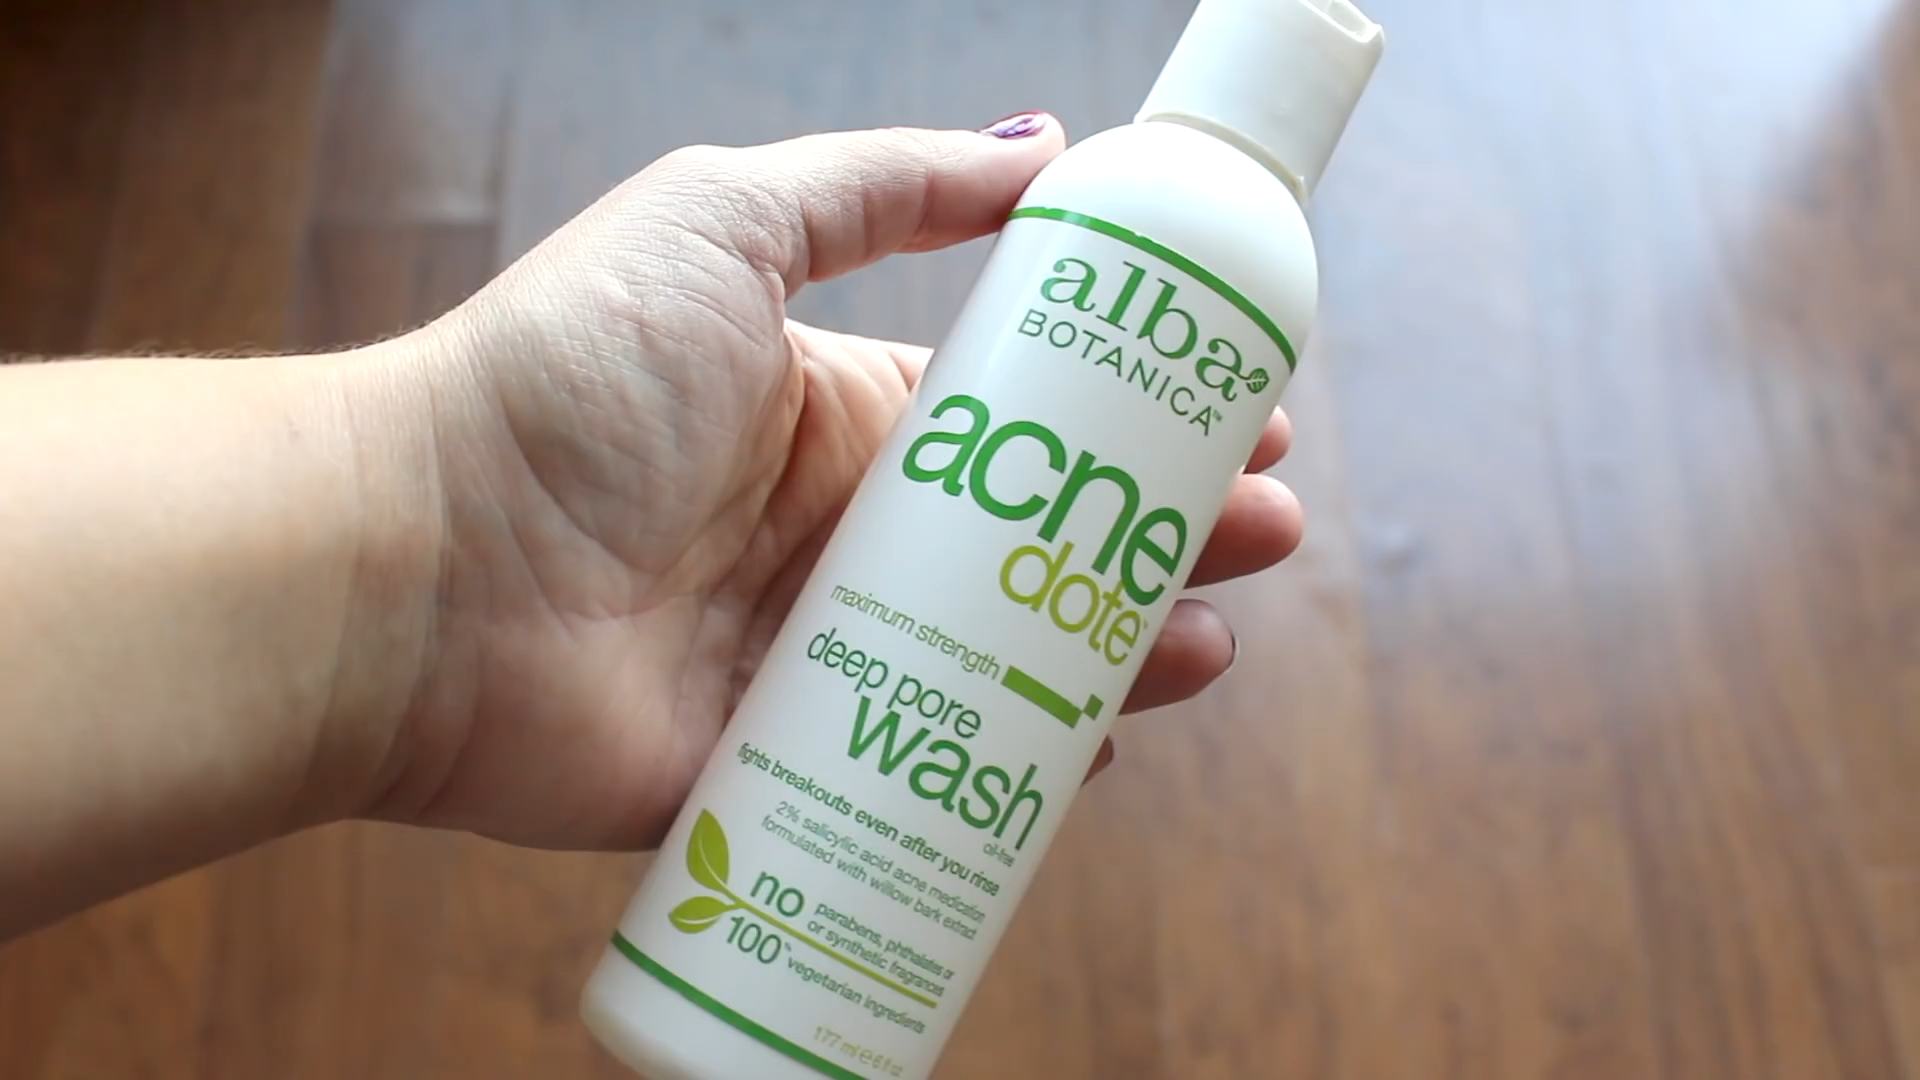 alba
BOTANICA™
acne
dote™
maximum strength
deep pore
wash
oil-free
fights breakouts even after you rinse
2% salicylic acid acne medication
formulated with willow bark extract
no parabens, phthalates or
or synthetic fragrances
100% vegetarian ingredients
177 ml e 6 fl oz